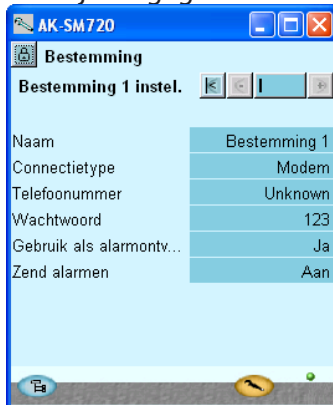 AK-SM720
Bestemming
Bestemming 1 instel.
Naam Bestemming 1
Connectietype Modem
Telefoonummer Unknown
Wachtwoord 123
Gebruik als alarmontv... Ja
Zend alarmen Aan